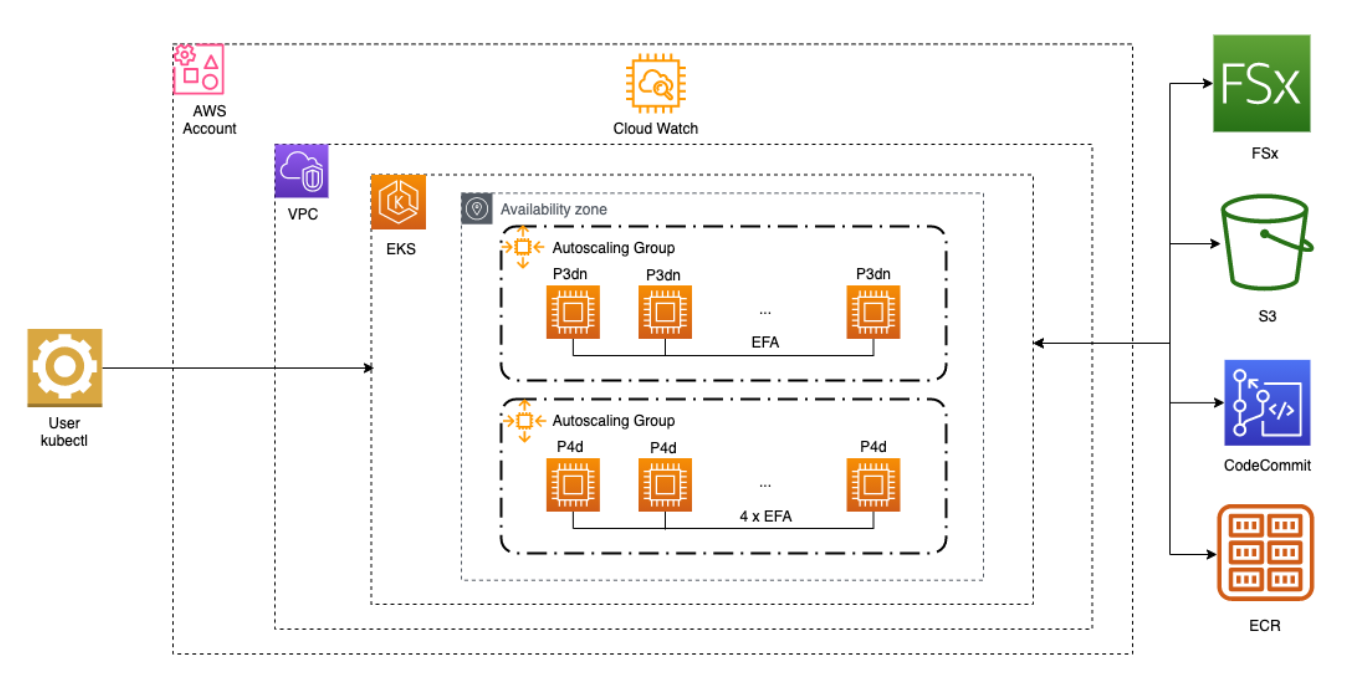 AWS
Account
Cloud Watch
FSx
FSx
VPC
EKS
Availability zone
Autoscaling Group
P3dn
P3dn
P3dn
...
EFA
S3
User
kubectl
Autoscaling Group
P4d
P4d
P4d
...
4 x EFA
</>
CodeCommit
ECR